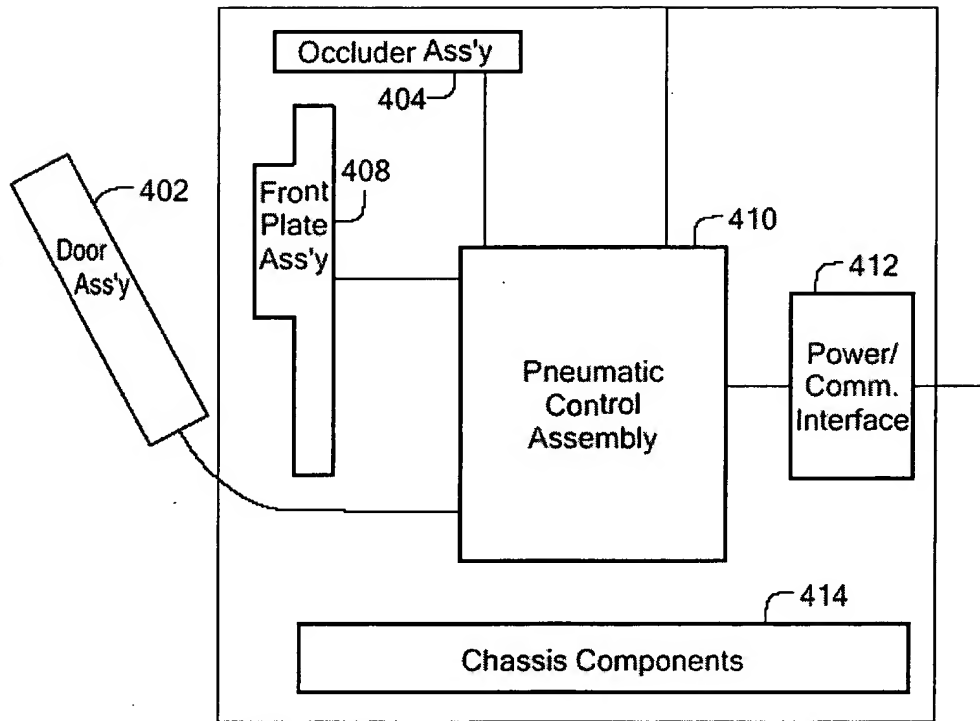 Occluder Ass'y
404
408
402
Front
Plate
Ass'y
Door
Ass'y
410
412
Pneumatic
Control
Assembly
Power/
Comm.
Interface
414
Chassis Components